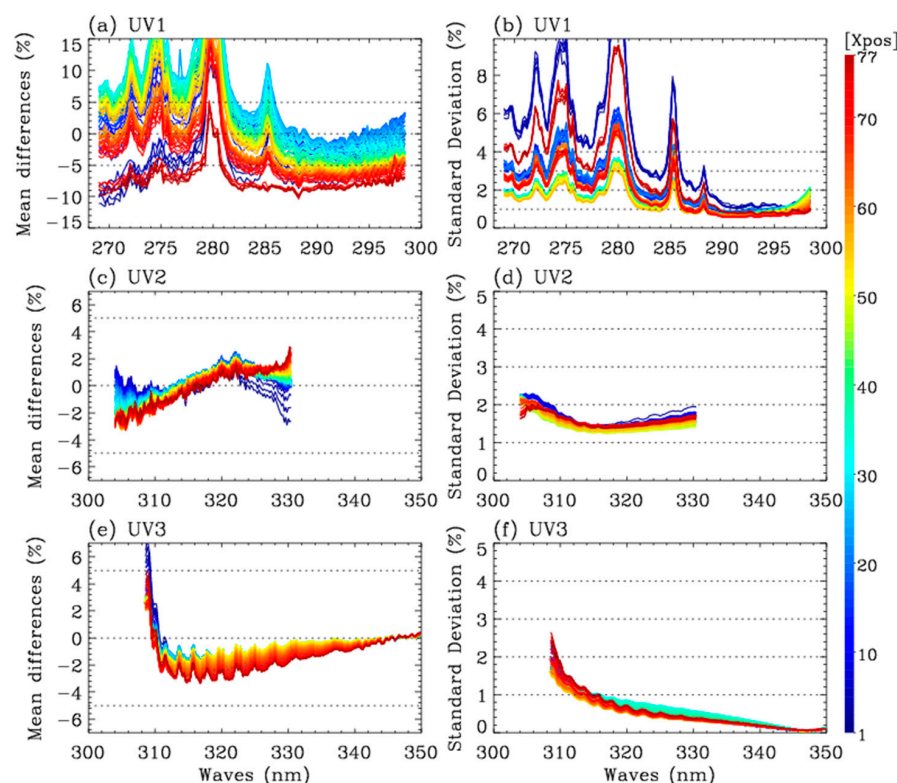 (a) UV1
(b) UV1
[Xpos]
Mean differences (%)
15
10
5
0
−5
−10
−15
270 275 280 285 290 295 300
Standard Deviation (%)
8
6
4
2
1
0
270 275 280 285 290 295 300
77
70
60
50
40
30
20
10
1
(c) UV2
(d) UV2
Mean differences (%)
6
4
2
0
−2
−4
−6
300 310 320 330 340 350
Standard Deviation (%)
5
4
3
2
1
0
300 310 320 330 340 350
(e) UV3
(f) UV3
Mean differences (%)
6
4
2
0
−2
−4
−6
300 310 320 330 340 350
Waves (nm)
Standard Deviation (%)
5
4
3
2
1
0
300 310 320 330 340 350
Waves (nm)